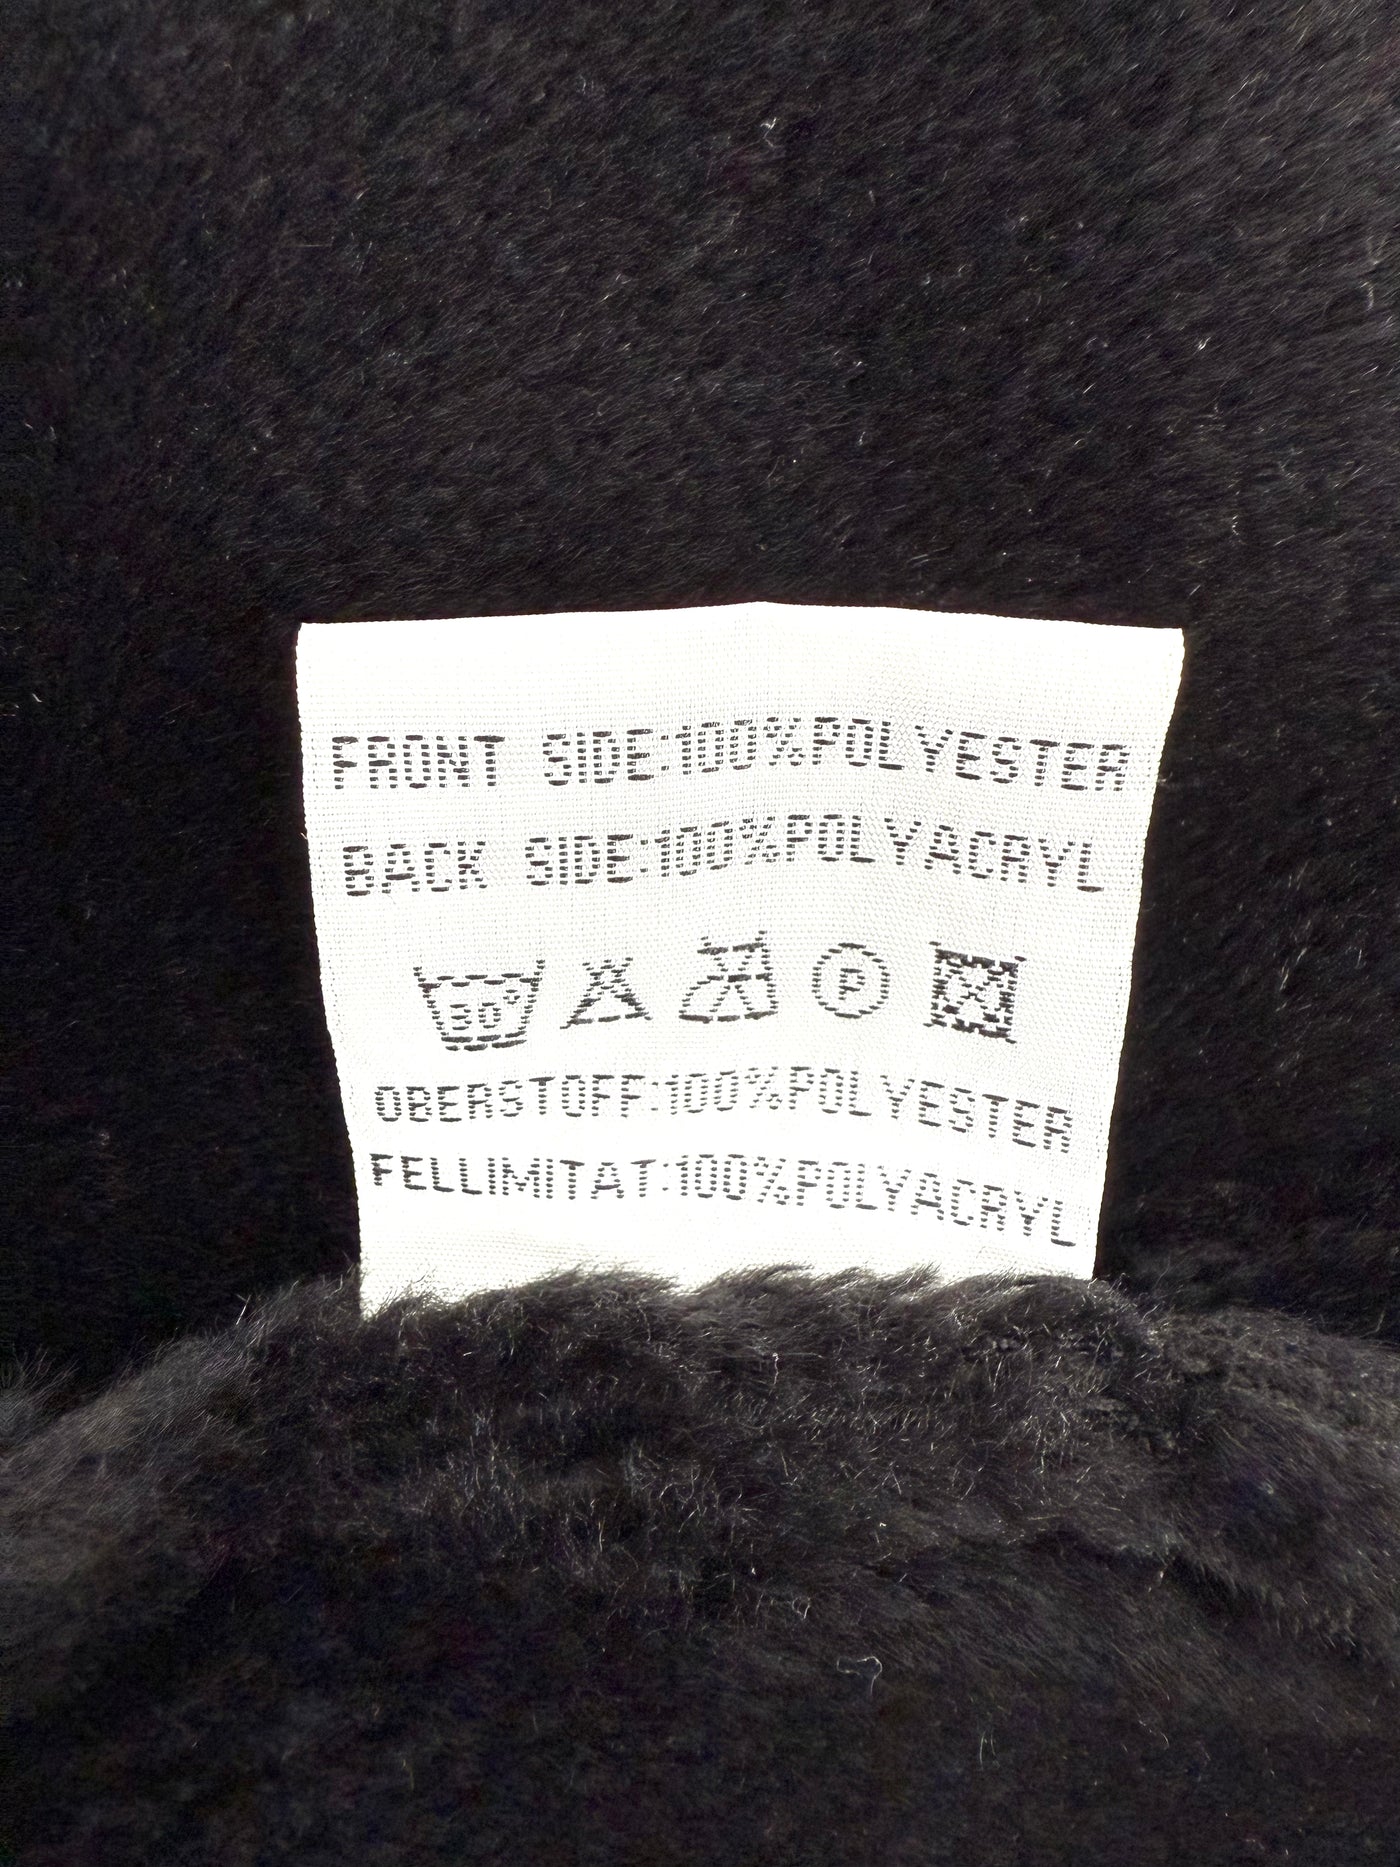 FRONT SIDE:100%POLYESTER
BACK SIDE:100%POLYACRYL
30° P
OBERSTOFF:100%POLYESTER
FELLIMITAT:100%POLYACRYL